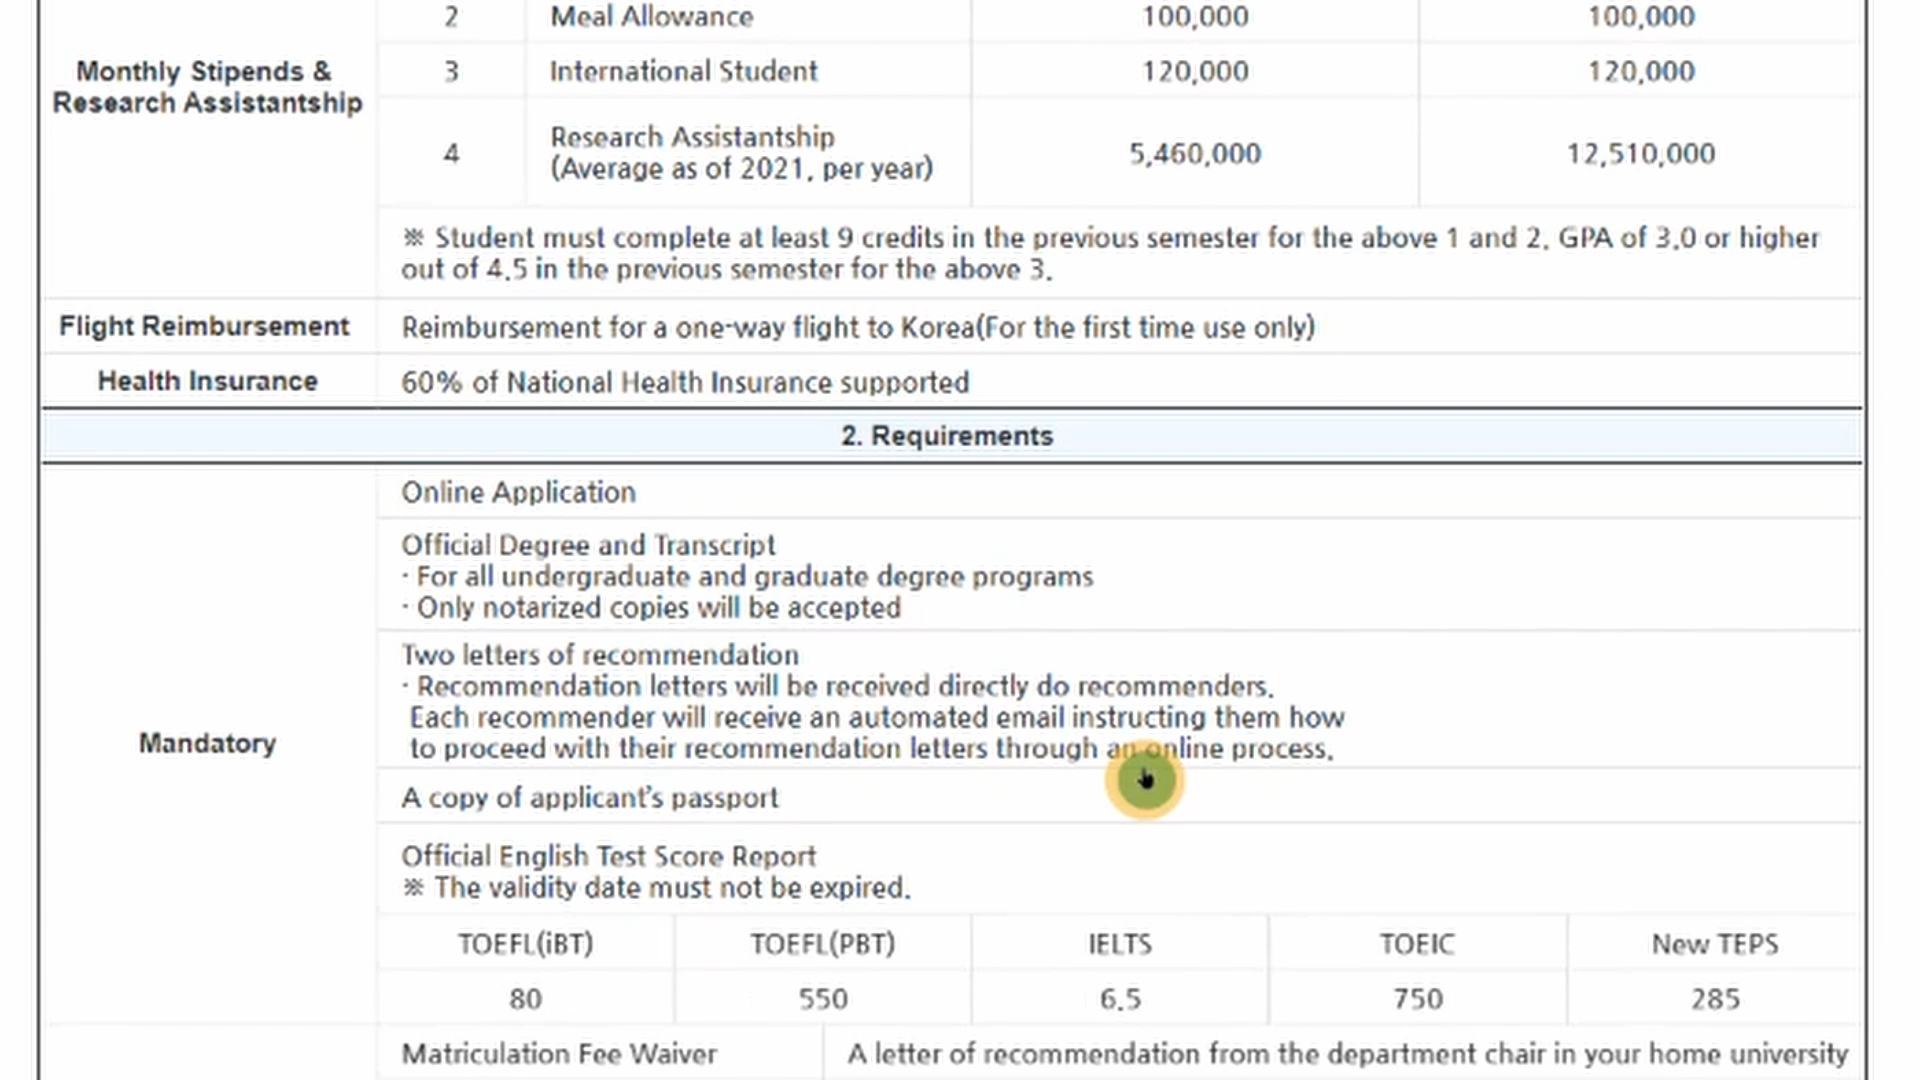 2 Meal Allowance 100,000 100,000
Monthly Stipends &
Research Assistantship
3 International Student 120,000 120,000
4 Research Assistantship
(Average as of 2021, per year) 5,460,000 12,510,000
※ Student must complete at least 9 credits in the previous semester for the above 1 and 2, GPA of 3.0 or higher
out of 4.5 in the previous semester for the above 3.
Flight Reimbursement Reimbursement for a one-way flight to Korea(For the first time use only)
Health Insurance 60% of National Health Insurance supported
2. Requirements
Mandatory
Online Application
Official Degree and Transcript
· For all undergraduate and graduate degree programs
· Only notarized copies will be accepted
Two letters of recommendation
· Recommendation letters will be received directly do recommenders.
Each recommender will receive an automated email instructing them how
to proceed with their recommendation letters through an online process.
A copy of applicant's passport
Official English Test Score Report
※ The validity date must not be expired.
TOEFL(iBT) TOEFL(PBT) IELTS TOEIC New TEPS
80 550 6.5 750 285
Matriculation Fee Waiver A letter of recommendation from the department chair in your home university